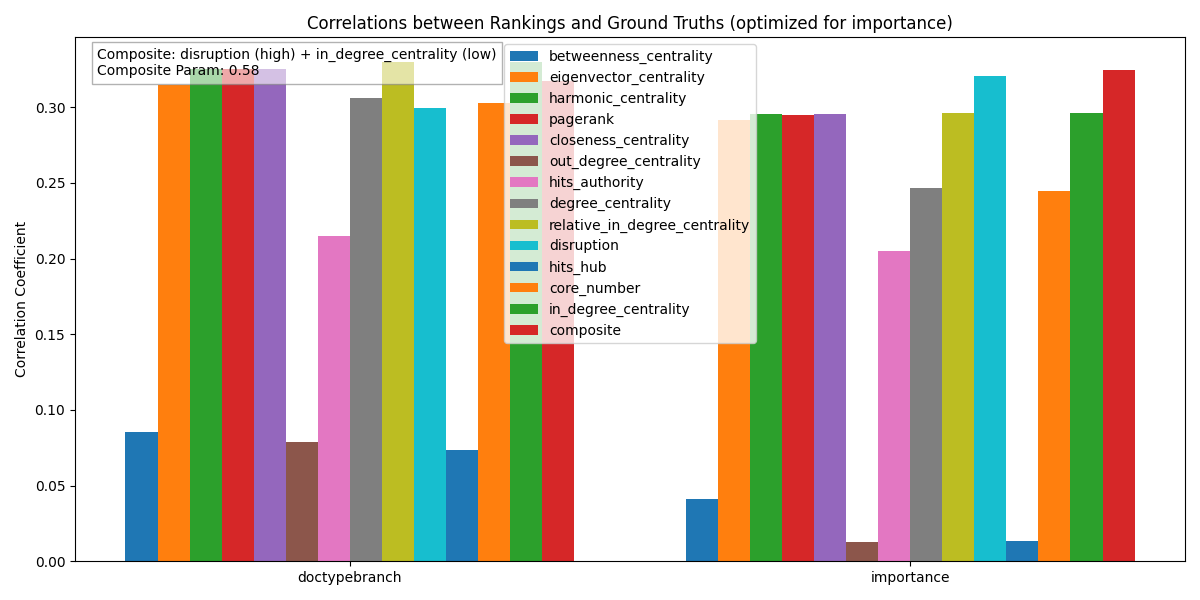 Correlations between Rankings and Ground Truths (optimized for importance)
Composite: disruption (high) + in_degree_centrality (low)
Composite Param: 0.58
betweenness_centrality
eigenvector_centrality
harmonic_centrality
pagerank
closeness_centrality
out_degree_centrality
hits_authority
degree_centrality
relative_in_degree_centrality
disruption
hits_hub
core_number
in_degree_centrality
composite
Correlation Coefficient
0.30
0.25
0.20
0.15
0.10
0.05
0.00
doctypebranch
importance